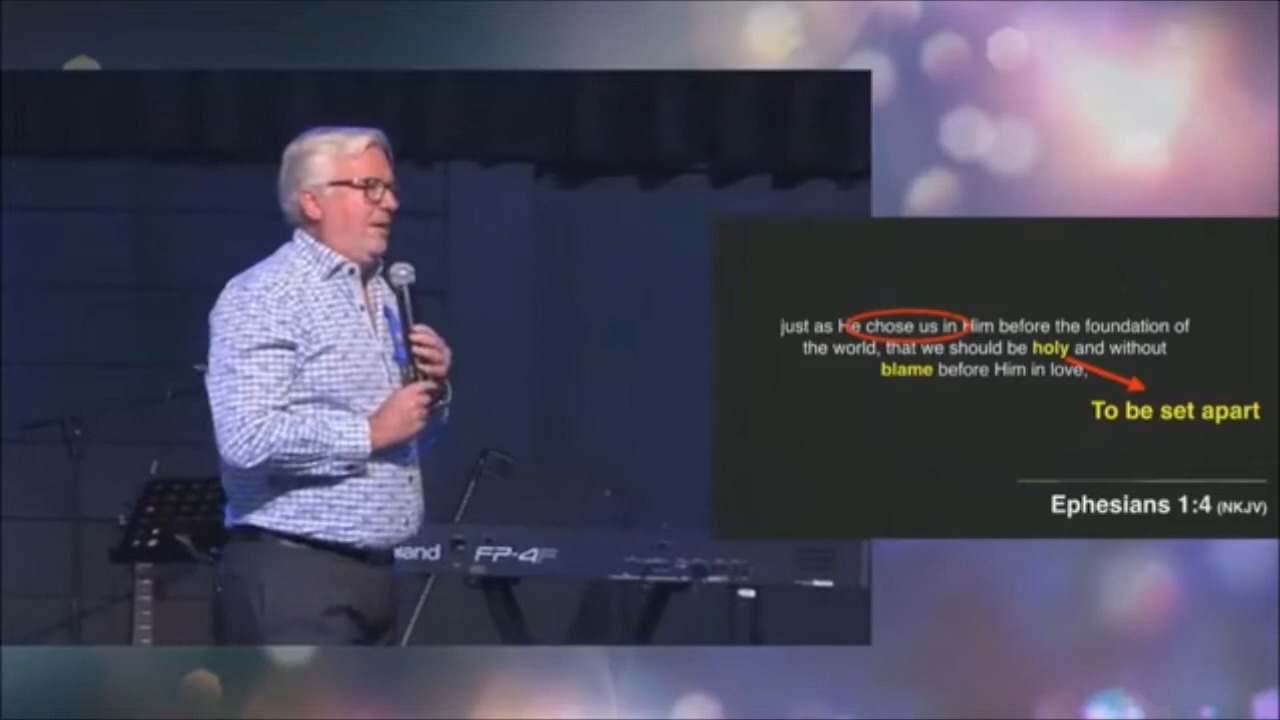 just as He chose us in Him before the foundation of
the world, that we should be holy and without
blame before Him in love,
To be set apart
Ephesians 1:4 (NKJV)
FP-4F